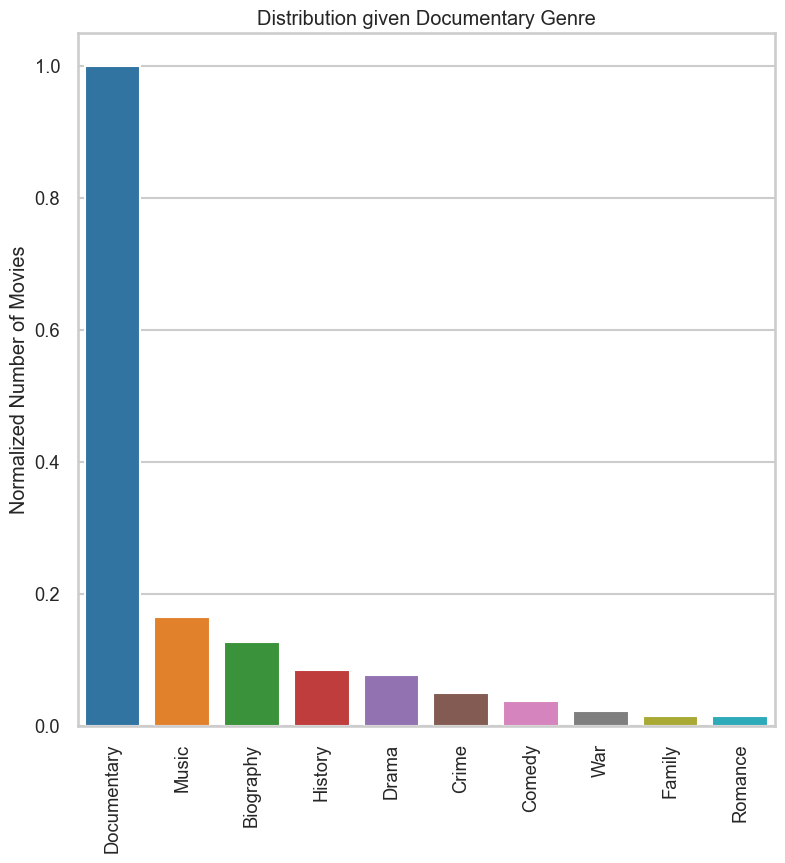 Distribution given Documentary Genre
Normalized Number of Movies
1.0
0.8
0.6
0.4
0.2
0.0
Documentary
Music
Biography
History
Drama
Crime
Comedy
War
Family
Romance